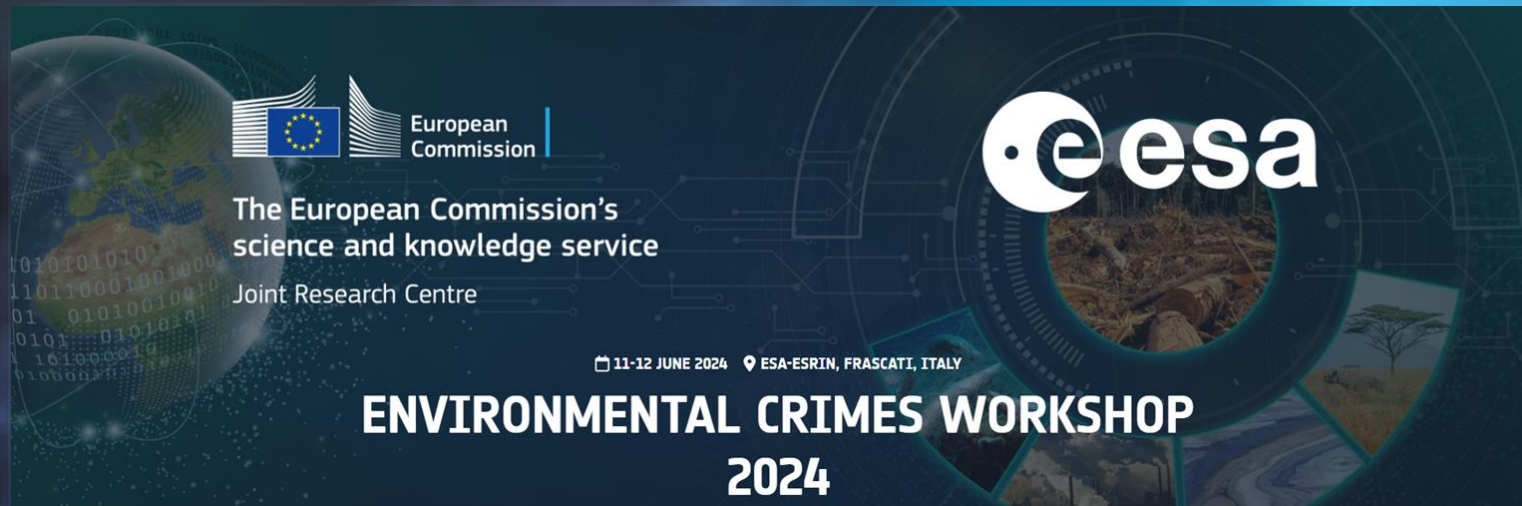 European
Commission
esa
The European Commission's
science and knowledge service
Joint Research Centre
11-12 JUNE 2024 ESA-ESRIN, FRASCATI, ITALY
ENVIRONMENTAL CRIMES WORKSHOP
2024